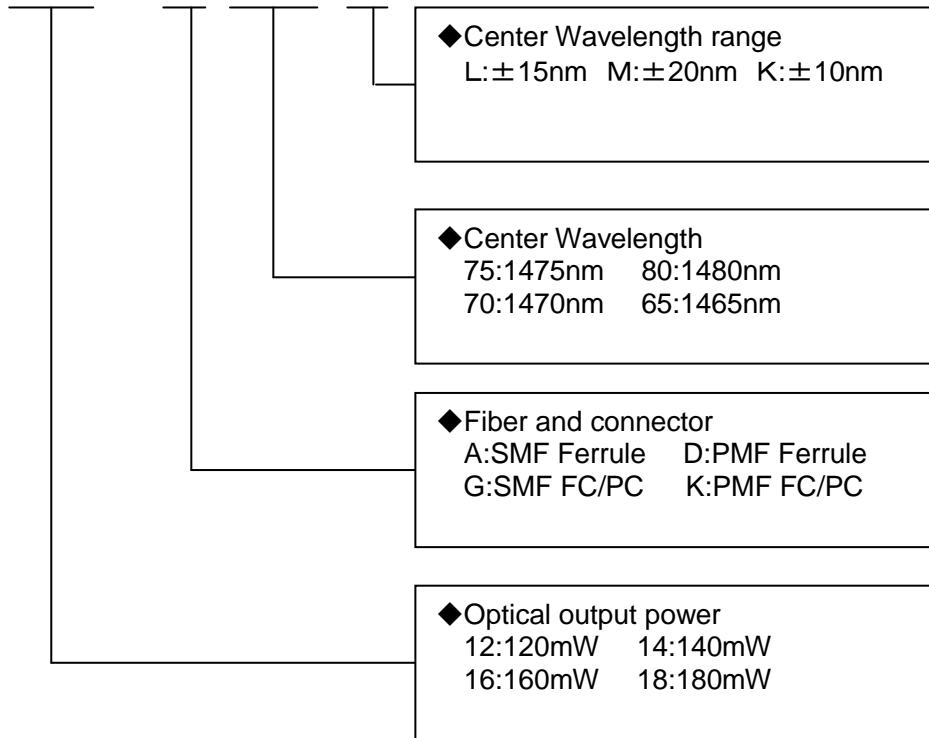 ◆Center Wavelength range
L:±15nm M:±20nm K:±10nm
◆Center Wavelength
75:1475nm 80:1480nm
70:1470nm 65:1465nm
◆Fiber and connector
A:SMF Ferrule D:PMF Ferrule
G:SMF FC/PC K:PMF FC/PC
◆Optical output power
12:120mW 14:140mW
16:160mW 18:180mW